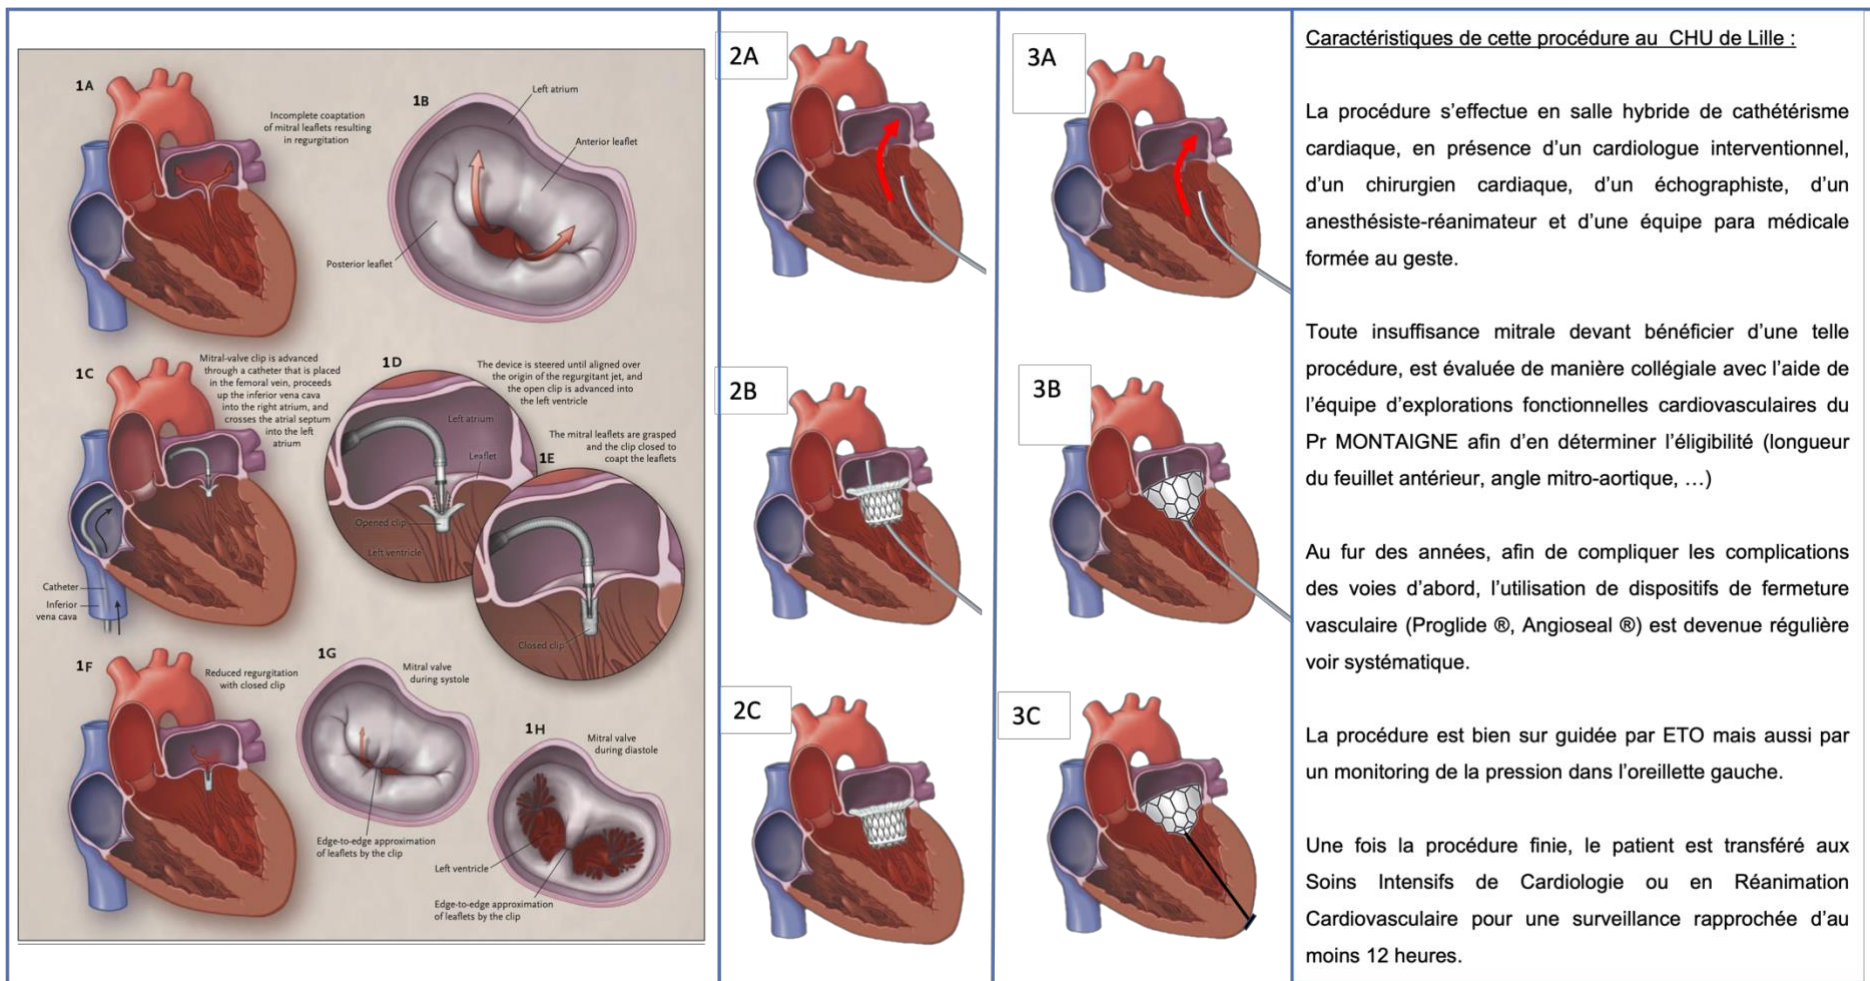 1A
Incomplete coaptation
of mitral leaflets resulting
in regurgitation
1B
Left atrium
Anterior leaflet
Posterior leaflet
1C
Mitral-valve clip is advanced
through a catheter that is placed
in the femoral vein, proceeds
up the inferior vena cava
into the right atrium, and
crosses the atrial septum
into the left
atrium
Catheter
Inferior
vena cava
1D
The device is steered until aligned over
the origin of the regurgitant jet, and
the open clip is advanced into
the left ventricle
Left atrium
Leaflet
Opened clip
Left ventricle
1E
The mitral leaflets are grasped
and the clip closed to
coapt the leaflets
Closed clip
1F
Reduced regurgitation
with closed clip
1G
Mitral valve
during systole
Edge-to-edge approximation
of leaflets by the clip
1H
Mitral valve
during diastole
Left ventricle
Edge-to-edge approximation
of leaflets by the clip
2A
2B
2C
3A
3B
3C
Caractéristiques de cette procédure au CHU de Lille :
La procédure s'effectue en salle hybride de cathétérisme
cardiaque, en présence d'un cardiologue interventionnel,
d'un chirurgien cardiaque, d'un échographiste, d'un
anesthésiste-réanimateur et d'une équipe para médicale
formée au geste.
Toute insuffisance mitrale devant bénéficier d'une telle
procédure, est évaluée de manière collégiale avec l'aide de
l'équipe d'explorations fonctionnelles cardiovasculaires du
Pr MONTAIGNE afin d'en déterminer l'éligibilité (longueur
du feuillet antérieur, angle mitro-aortique, …)
Au fur des années, afin de compliquer les complications
des voies d'abord, l'utilisation de dispositifs de fermeture
vasculaire (Proglide ®, Angioseal ®) est devenue régulière
voir systématique.
La procédure est bien sur guidée par ETO mais aussi par
un monitoring de la pression dans l'oreillette gauche.
Une fois la procédure finie, le patient est transféré aux
Soins Intensifs de Cardiologie ou en Réanimation
Cardiovasculaire pour une surveillance rapprochée d'au
moins 12 heures.